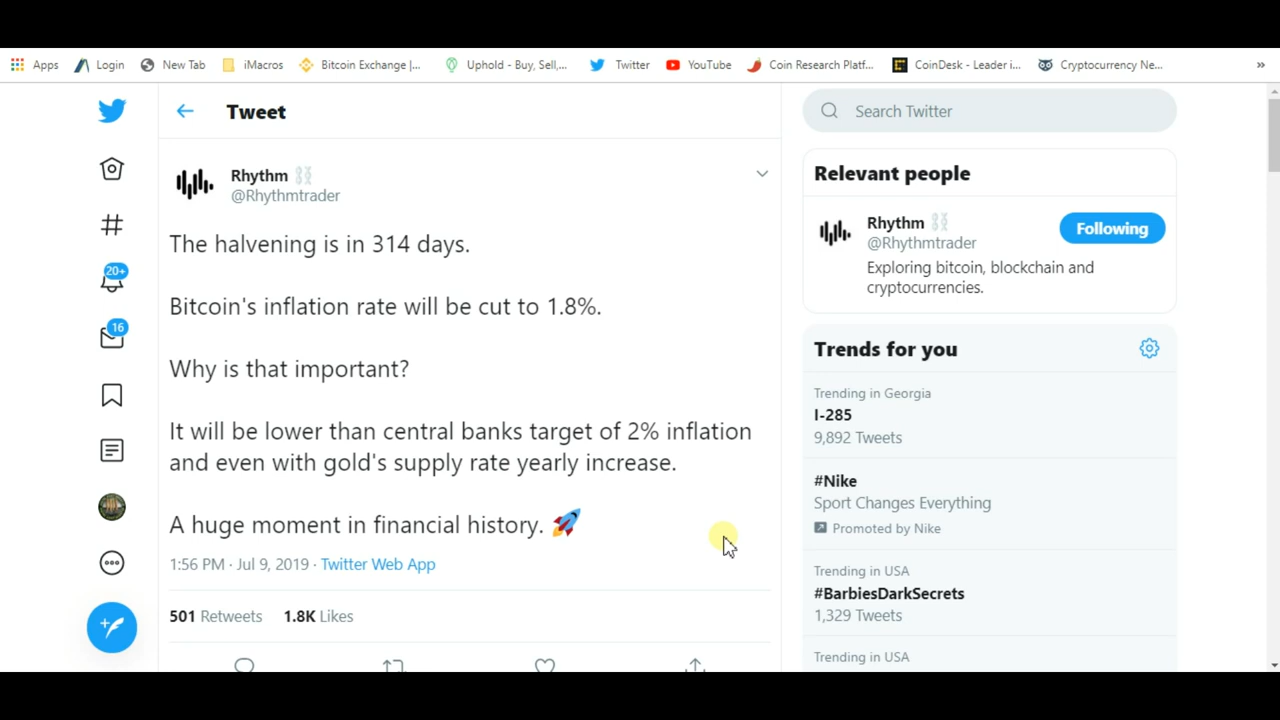 Apps Login New Tab iMacros Bitcoin Exchange |... Uphold - Buy, Sell,... Twitter YouTube Coin Research Platf... CoinDesk - Leader i... Cryptocurrency Ne... »
Tweet
Rhythm
@Rhythmtrader
The halvening is in 314 days.
Bitcoin's inflation rate will be cut to 1.8%.
Why is that important?
It will be lower than central banks target of 2% inflation
and even with gold's supply rate yearly increase.
A huge moment in financial history. 🚀
1:56 PM · Jul 9, 2019 · Twitter Web App
501 Retweets 1.8K Likes
20+
16
Search Twitter
Relevant people
Rhythm
@Rhythmtrader
Following
Exploring bitcoin, blockchain and
cryptocurrencies.
Trends for you
Trending in Georgia
I-285
9,892 Tweets
#Nike
Sport Changes Everything
Promoted by Nike
Trending in USA
#BarbiesDarkSecrets
1,329 Tweets
Trending in USA